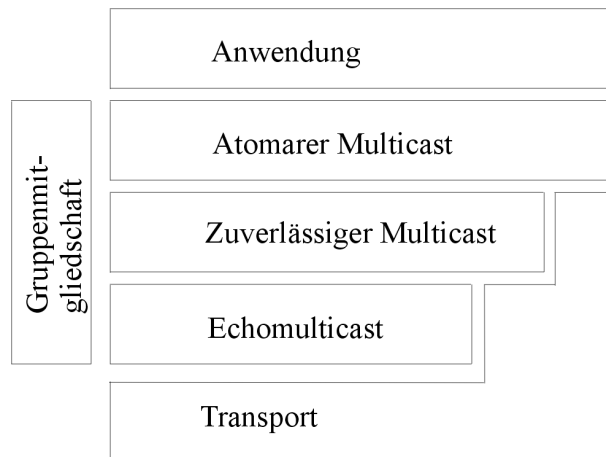 Anwendung
Gruppenmit-
gliedschaft
Atomarer Multicast
Zuverlässiger Multicast
Echomulticast
Transport